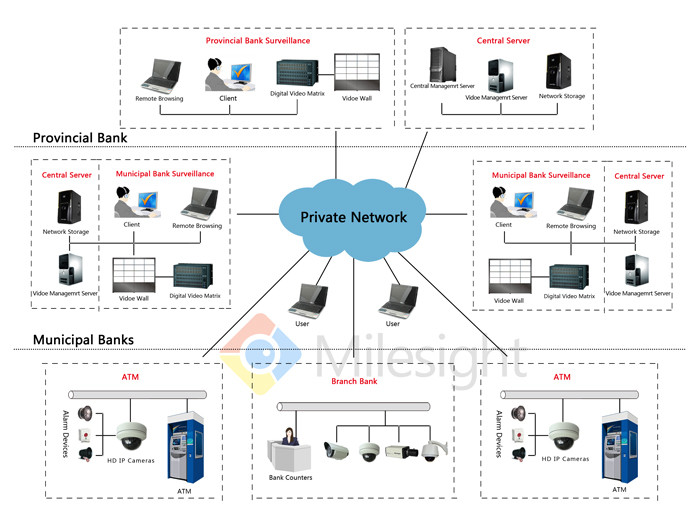 Provincial Bank Surveillance
Remote Browsing
Client
Digital Video Matrix
Vidoe Wall
Central Server
Central Managemrt Server
Vidoe Managemrt Server
Network Storage
Provincial Bank
Central Server
Network Storage
Vidoe Managemrt Server
Municipal Bank Surveillance
Client
Remote Browsing
Vidoe Wall
Digital Video Matrix
Private Network
User
User
Municipal Bank Surveillance
Client
Remote Browsing
Vidoe Wall
Digital Video Matrix
Central Server
Network Storage
Vidoe Managemrt Server
Municipal Banks
Milesight
ATM
Alarm Devices
HD IP Cameras
ATM
Branch Bank
Bank Counters
ATM
Alarm Devices
HD IP Cameras
ATM